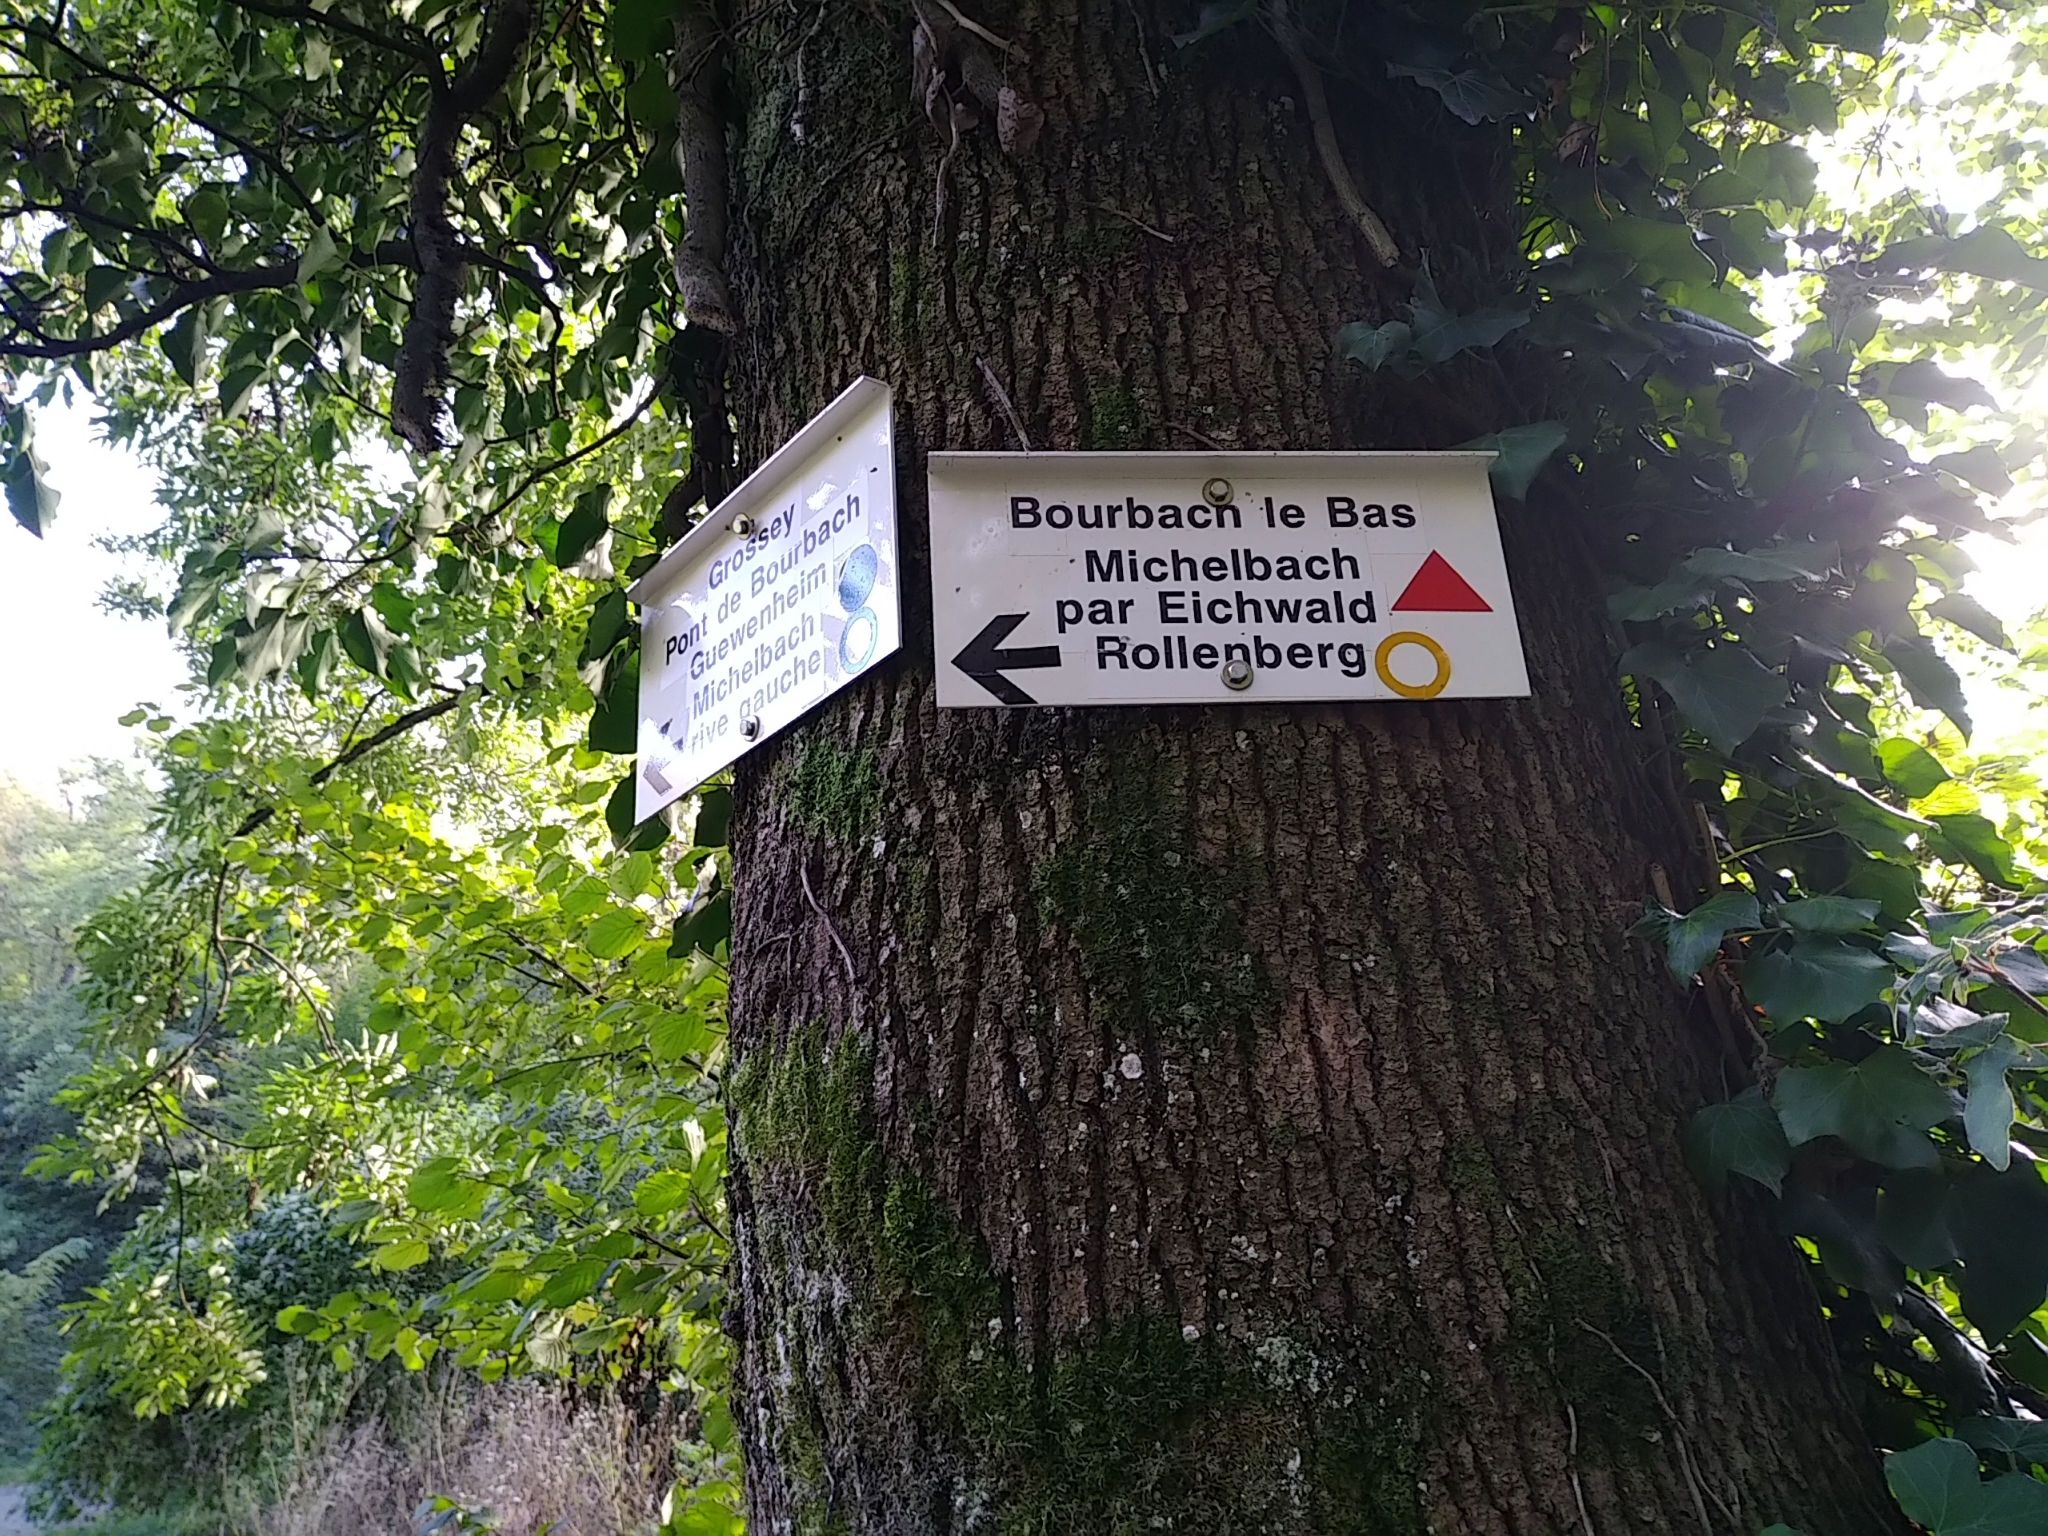 Grossey
Pont de Bourbach
Guewenheim
Michelbach
rive gauche
Bourbach le Bas
Michelbach
par Eichwald
Rollenberg